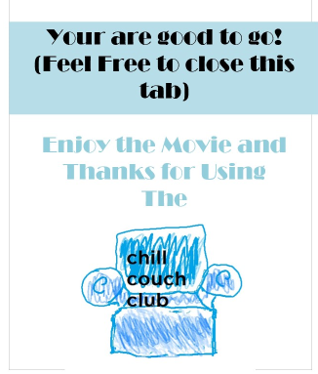 Your are good to go!
(Feel Free to close this
tab)
Enjoy the Movie and
Thanks for Using
The
chill
couch
club